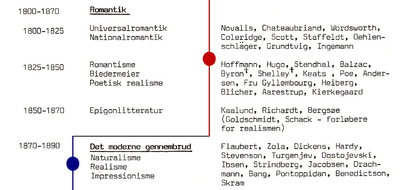 1800-1870 Romantik
1800-1825 Universalromantik Novalis, Chateaubriand, Wordsworth,
Nationalromantik Coleridge, Scott, Staffeldt, Oehlen-
schläger, Grundtvig, Ingemann
1825-1850 Romantisme Hoffmann, Hugo, Stendhal, Balzac,
Biedermeier Byron, Shelley, Keats, Poe, Ander-
Poetisk realisme sen, Fru Gyllembourg, Heiberg,
Blicher, Aarestrup, Kierkegaard
1850-1870 Epigonlitteratur Kaalund, Richardt, Bergsøe
(Goldschmidt, Schack - forløbere
for realismen)
1870-1890 Det moderne gennembrud Flaubert, Zola, Dickens, Hardy,
Naturalisme Stevenson, Turgenjev, Dostojevski,
Realisme Ibsen, Strindberg, Jacobsen, Drach-
Impressionisme mann, Bang, Pontoppidan, Benedictsson,
Skram